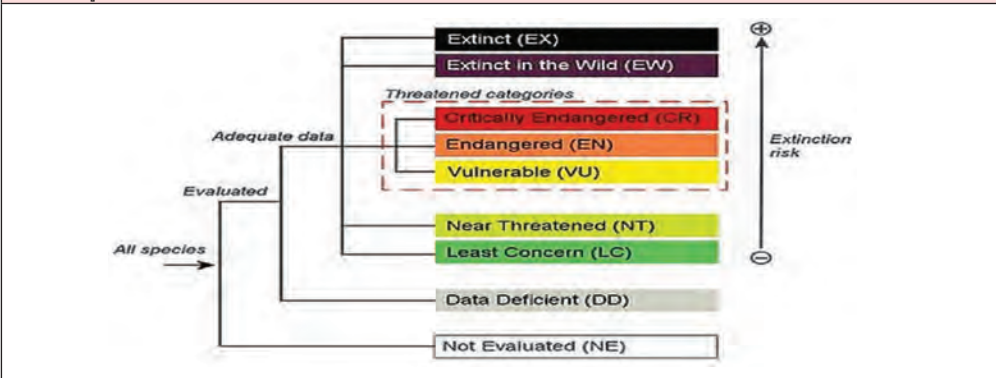 Extinct (EX)
Extinct in the Wild (EW)
Threatened categories
Critically Endangered (CR)
Adequate data
Endangered (EN)
Extinction
risk
Vulnerable (VU)
Evaluated
Near Threatened (NT)
All species
Least Concern (LC)
Data Deficient (DD)
Not Evaluated (NE)